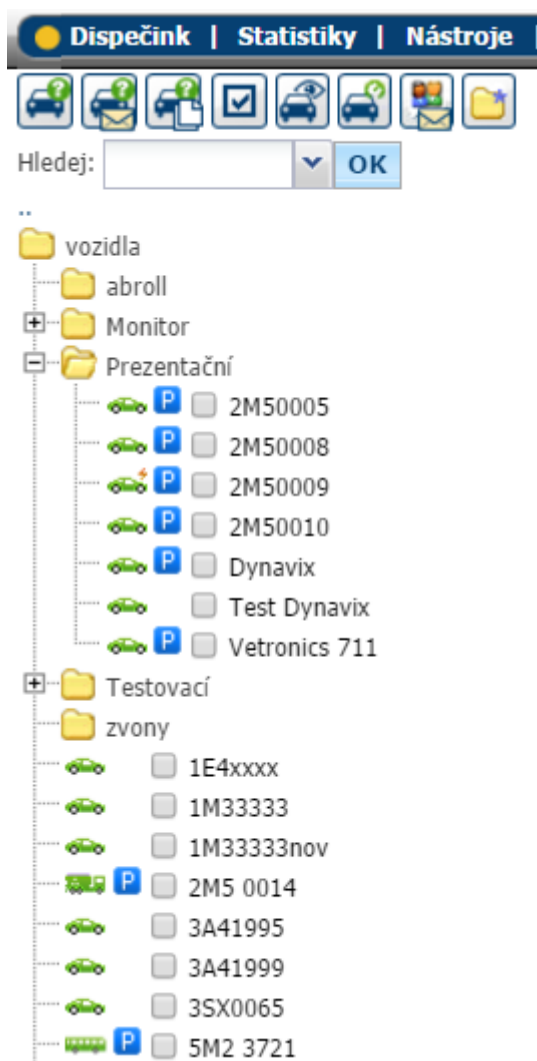 Dispečink | Statistiky | Nástroje
Hledej: OK
..
vozidla
abroll
Monitor
Prezentační
P 2M50005
P 2M50008
P 2M50009
P 2M50010
P Dynavix
Test Dynavix
P Vetronics 711
Testovací
zvony
1E4xxxx
1M33333
1M33333nov
P 2M5 0014
3A41995
3A41999
3SX0065
P 5M2 3721